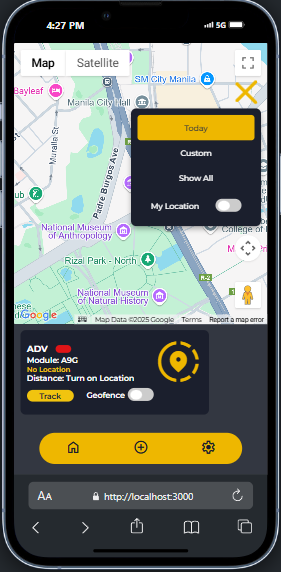 4:27 PM
5G
Map
Satellite
SM City Manila
Bayleaf
Manila City Hall
Muralla St
Padre Burgos Ave
Today
Custom
Show All
My Location
National Museum
of Anthropology
College of
Rizal Park - North
National
Museum of
Natural History
R-2
Google
Map Data ©2025 Google
Terms
Report a map error
ADV
Module: A9G
No Location
Distance: Turn on Location
Track
Geofence
AA
http://localhost:3000